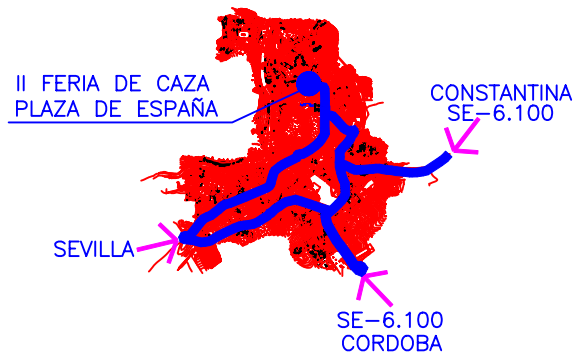 II FERIA DE CAZA
PLAZA DE ESPAÑA
CONSTANTINA
SE-6.100
SEVILLA
SE-6.100
CORDOBA